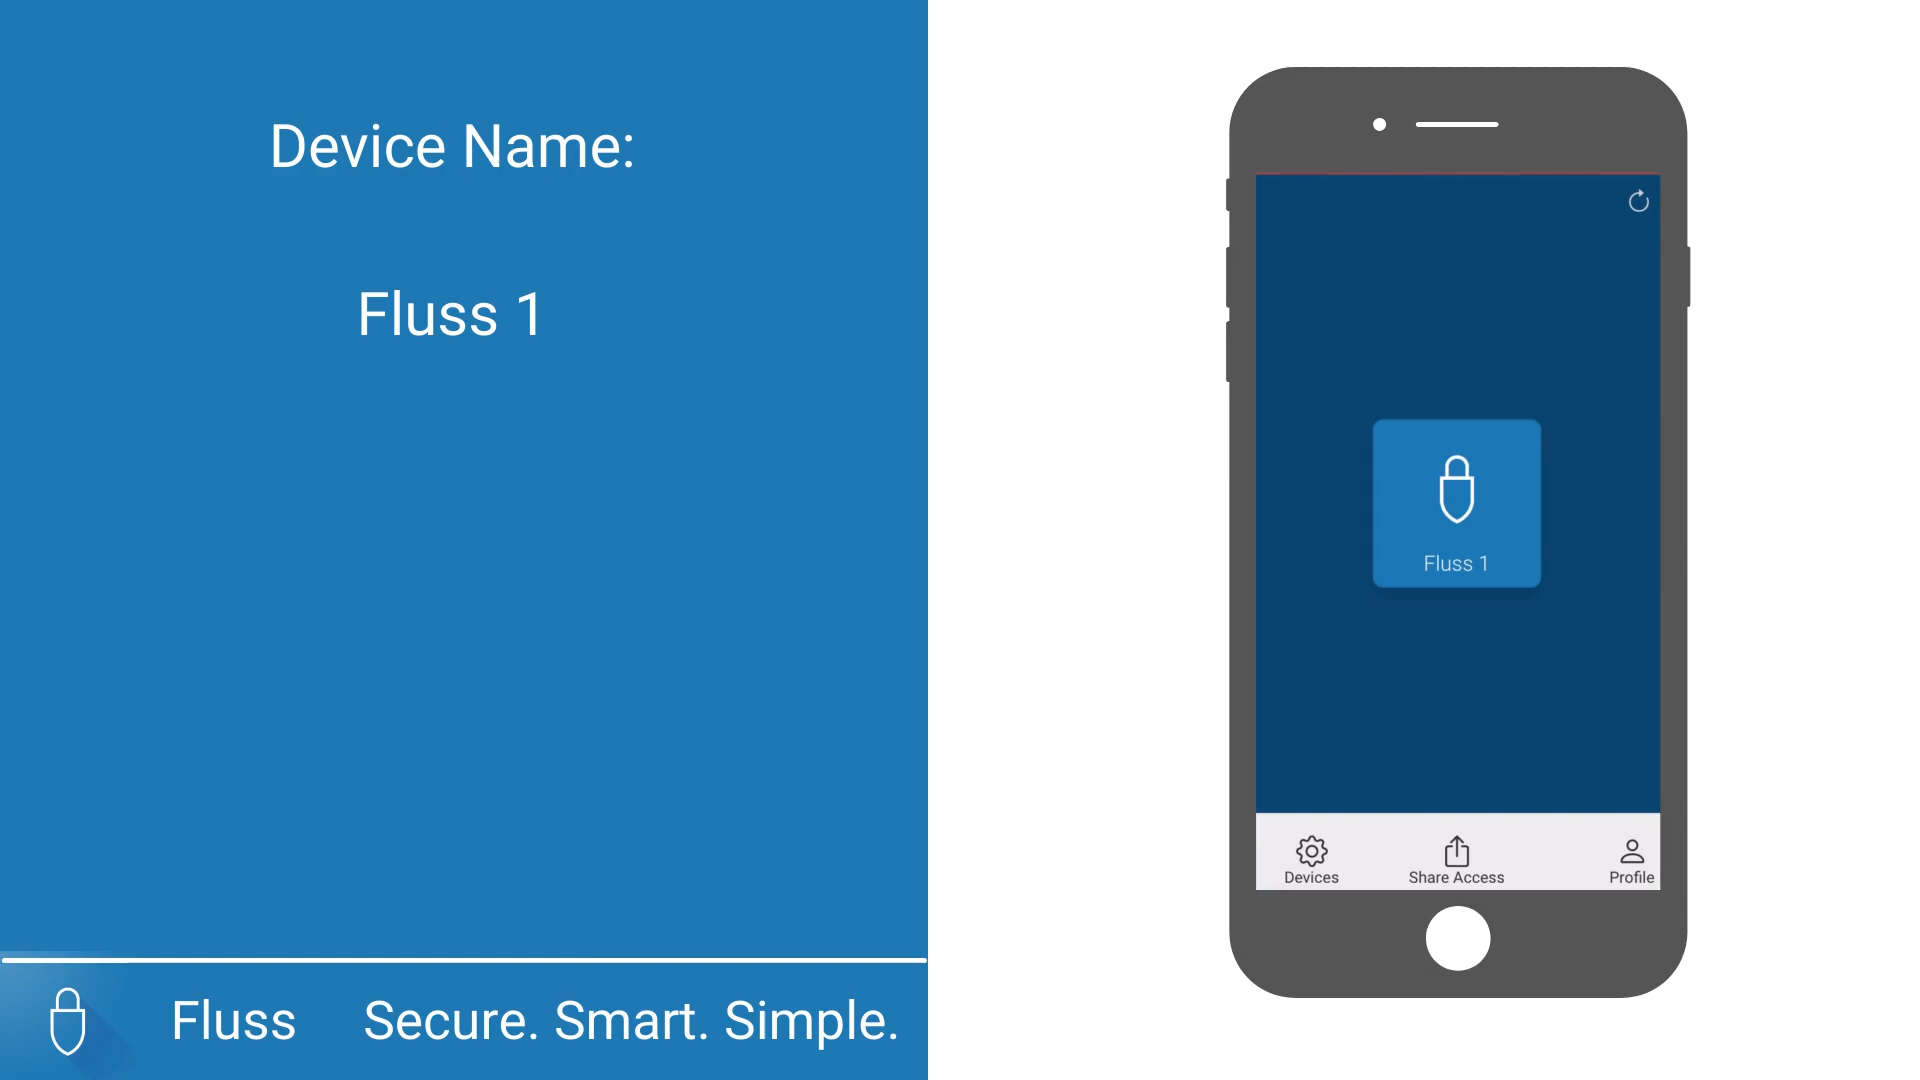 Device Name:
Fluss 1
Fluss Secure. Smart. Simple.
Fluss 1
Devices Share Access Profile